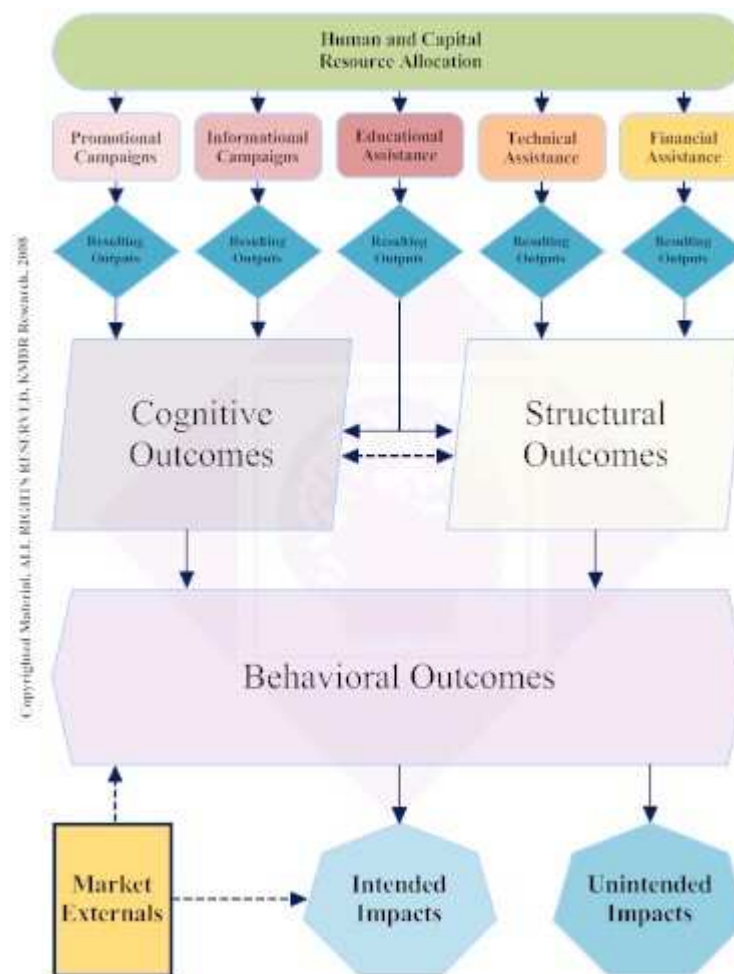 Human and Capital
Resource Allocation
Promotional
Campaigns
Informational
Campaigns
Educational
Assistance
Technical
Assistance
Financial
Assistance
Resulting
Outputs
Resulting
Outputs
Resulting
Outputs
Resulting
Outputs
Resulting
Outputs
Copyrighted Material, ALL RIGHTS RESERVED, KMDR Research, 2008
Cognitive
Outcomes
Structural
Outcomes
Behavioral Outcomes
Market
Externals
Intended
Impacts
Unintended
Impacts